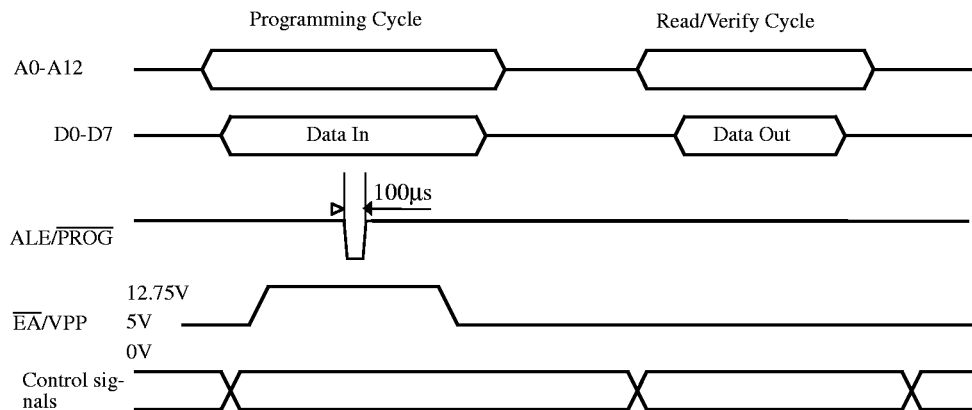 Programming Cycle
Read/Verify Cycle
A0-A12
D0-D7
Data In
Data Out
100μs
ALE/PROG
12.75V
EA/VPP
5V
0V
Control sig-
nals